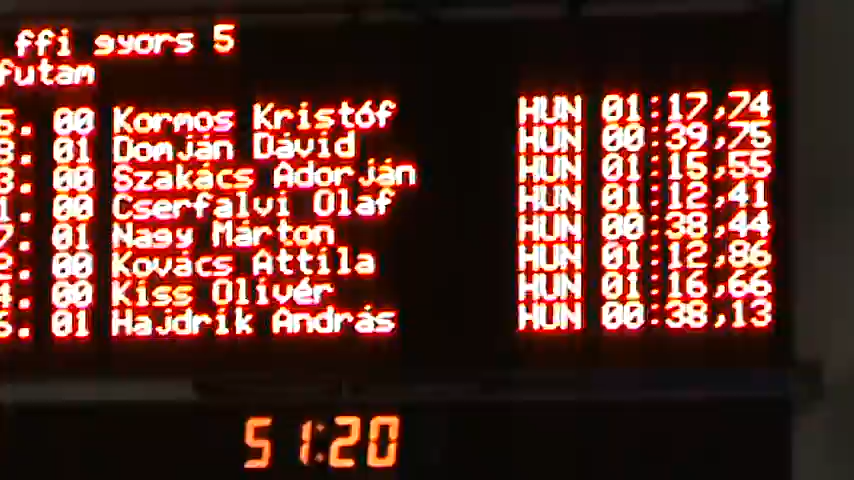 ffi gyors 5
futam
5. 00 Kormos Kristóf HUN 01:17,74
8. 01 Domján Dávid HUN 00:39,75
3. 00 Szakács Adorján HUN 01:15,55
1. 00 Cserfalvi Olaf HUN 01:12,41
7. 01 Nagy Márton HUN 00:38,44
2. 00 Kovács Attila HUN 01:12,86
4. 00 Kiss Olivér HUN 01:16,66
6. 01 Hajdrik András HUN 00:38,13
51:20